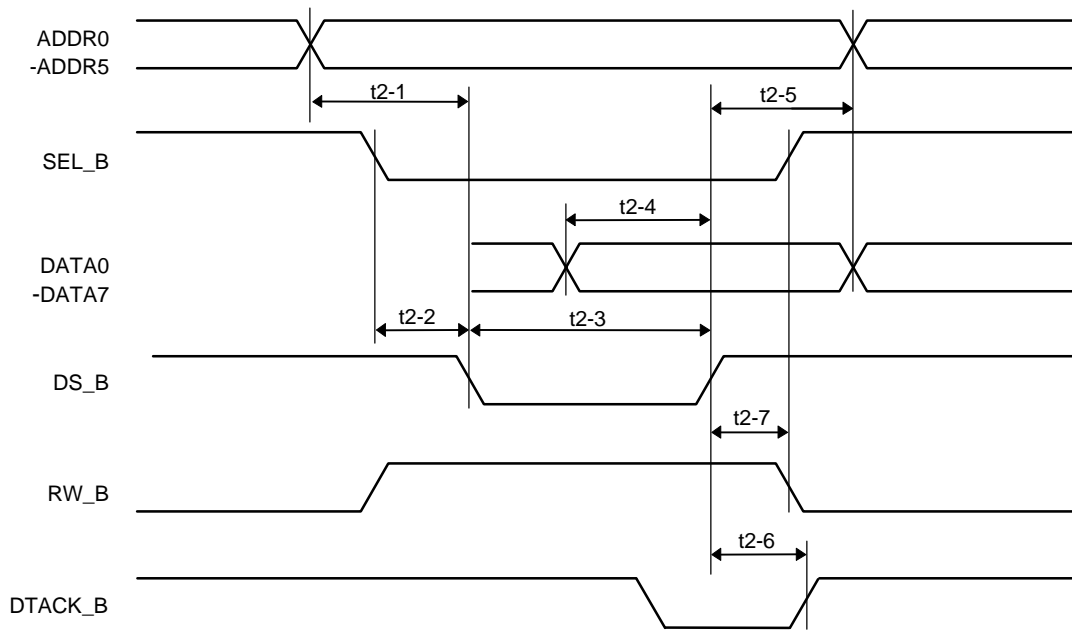 ADDR0
-ADDR5
t2-1
t2-5
SEL_B
t2-4
DATA0
-DATA7
t2-2
t2-3
DS_B
t2-7
RW_B
t2-6
DTACK_B